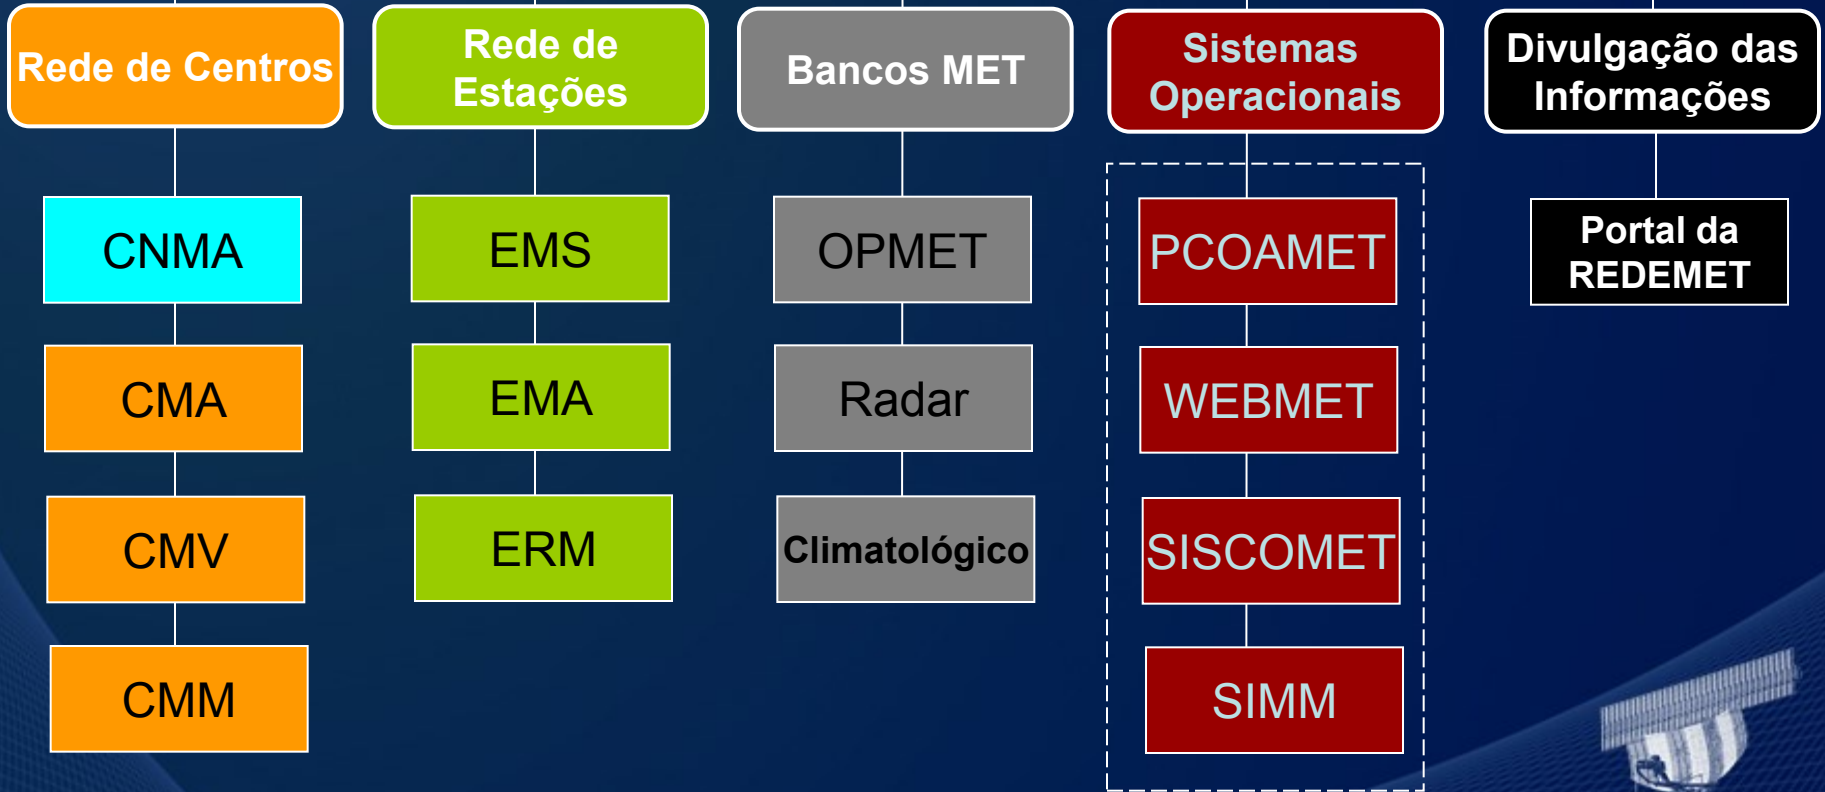 Rede de Centros
CNMA
CMA
CMV
CMM
Rede de
Estações
EMS
EMA
ERM
Bancos MET
OPMET
Radar
Climatológico
Sistemas
Operacionais
PCOAMET
WEBMET
SISCOMET
SIMM
Divulgação das
Informações
Portal da
REDEMET